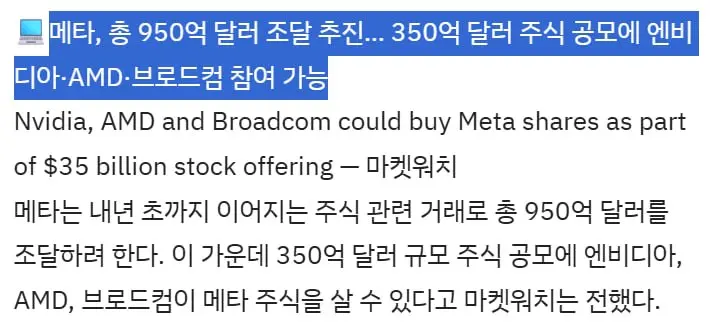 💻메타, 총 950억 달러 조달 추진... 350억 달러 주식 공모에 엔비
디아·AMD·브로드컴 참여 가능
Nvidia, AMD and Broadcom could buy Meta shares as part
of $35 billion stock offering — 마켓워치
메타는 내년 초까지 이어지는 주식 관련 거래로 총 950억 달러를
조달하려 한다. 이 가운데 350억 달러 규모 주식 공모에 엔비디아,
AMD, 브로드컴이 메타 주식을 살 수 있다고 마켓워치는 전했다.